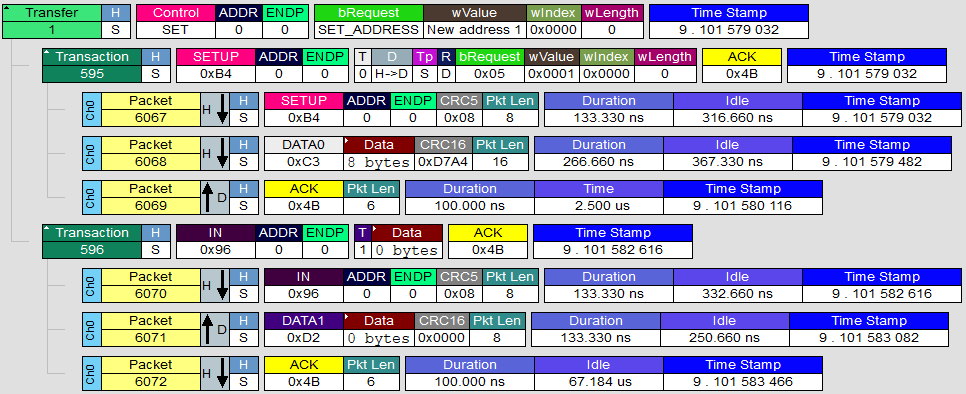 Transfer H Control ADDR ENDP bRequest wValue wIndex wLength Time Stamp
1 S SET 0 0 SET_ADDRESS New address 1 0x0000 0 9 . 101 579 032
Transaction H SETUP ADDR ENDP T D Tp R bRequest wValue wIndex wLength ACK Time Stamp
595 S 0xB4 0 0 0 H->D S D 0x05 0x0001 0x0000 0 0x4B 9 . 101 579 032
Ch0 Packet H H SETUP ADDR ENDP CRC5 Pkt Len Duration Idle Time Stamp
6067 S 0xB4 0 0 0x08 8 133.330 ns 316.660 ns 9 . 101 579 032
Ch0 Packet H H DATA0 Data CRC16 Pkt Len Duration Idle Time Stamp
6068 S 0xC3 8 bytes 0xD7A4 16 266.660 ns 367.330 ns 9 . 101 579 482
Ch0 Packet D H ACK Pkt Len Duration Time Time Stamp
6069 S 0x4B 6 100.000 ns 2.500 us 9 . 101 580 116
Transaction H IN ADDR ENDP T Data ACK Time Stamp
596 S 0x96 0 0 1 0 bytes 0x4B 9 . 101 582 616
Ch0 Packet H H IN ADDR ENDP CRC5 Pkt Len Duration Idle Time Stamp
6070 S 0x96 0 0 0x08 8 133.330 ns 332.660 ns 9 . 101 582 616
Ch0 Packet D H DATA1 Data CRC16 Pkt Len Duration Idle Time Stamp
6071 S 0xD2 0 bytes 0x0000 8 133.330 ns 250.660 ns 9 . 101 583 082
Ch0 Packet H H ACK Pkt Len Duration Idle Time Stamp
6072 S 0x4B 6 100.000 ns 67.184 us 9 . 101 583 466